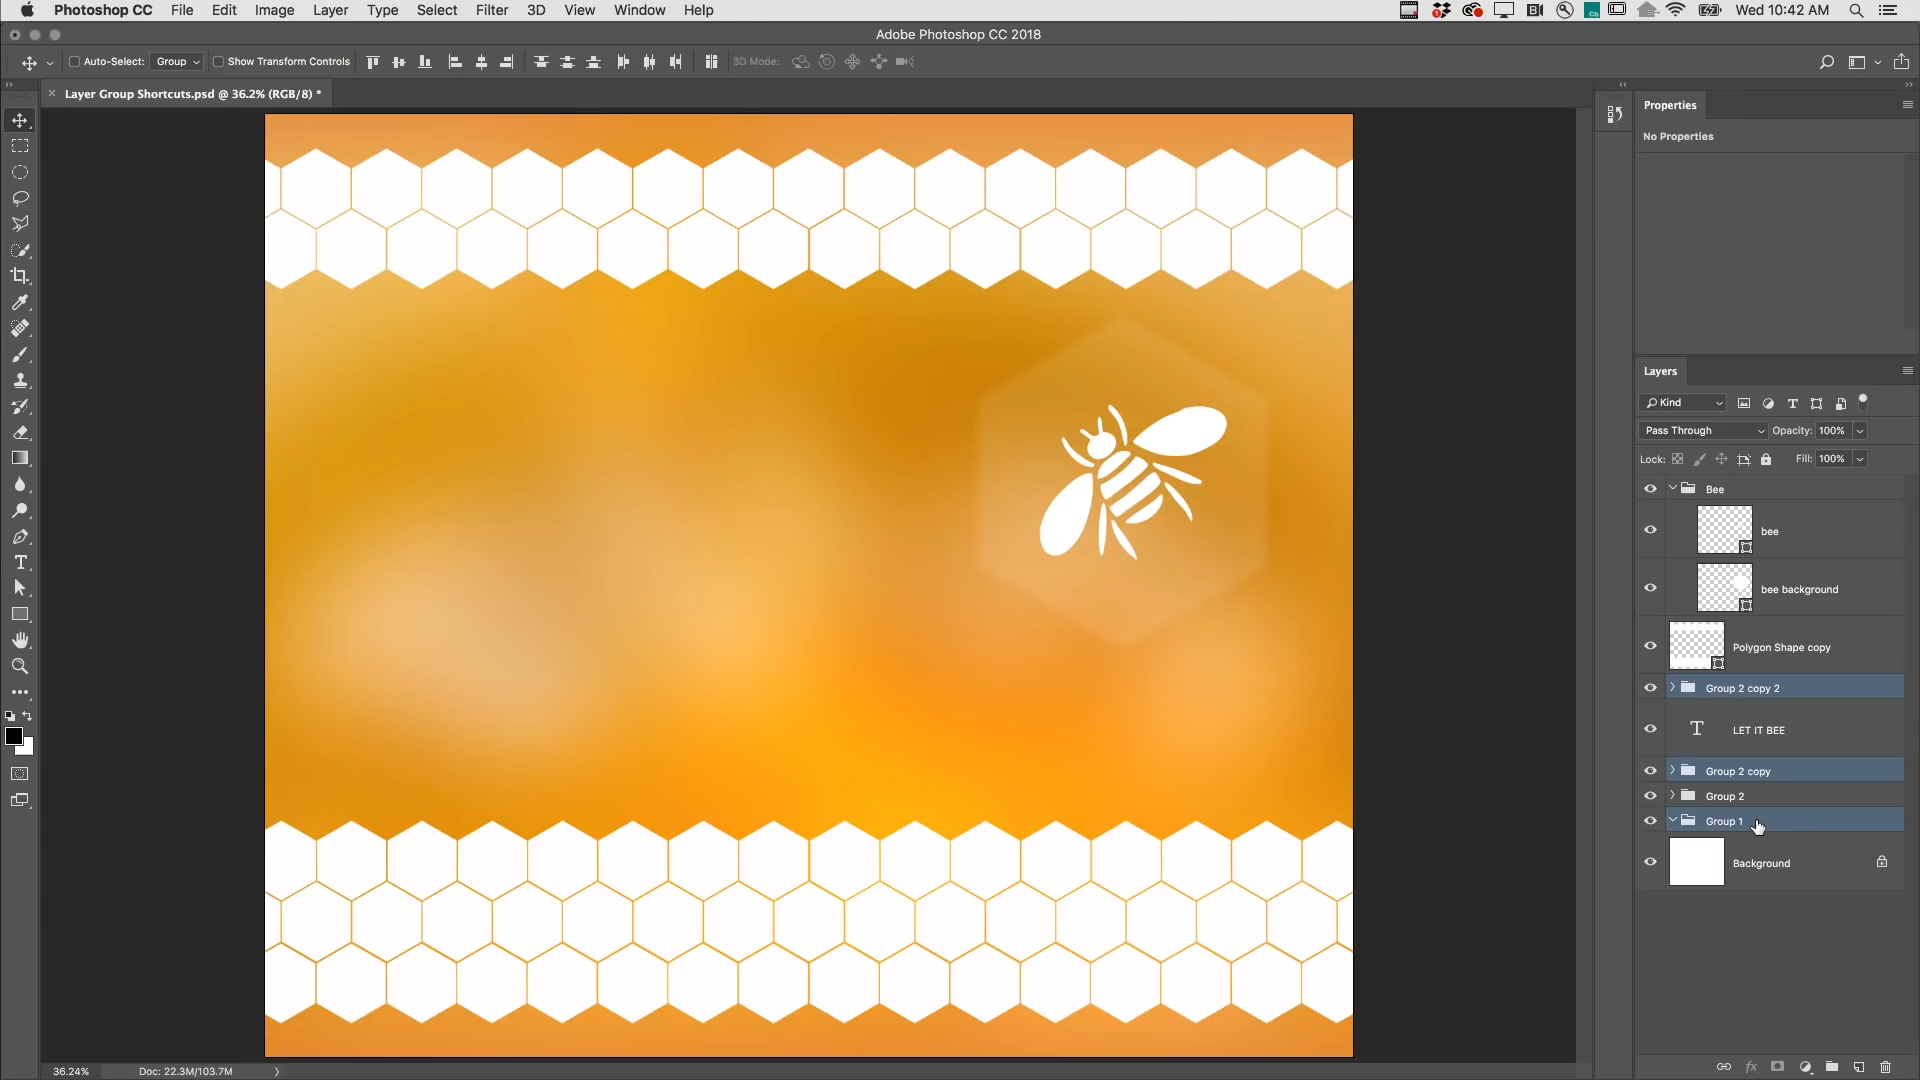 Photoshop CC File Edit Image Layer Type Select Filter 3D View Window Help Wed 10:42 AM
Adobe Photoshop CC 2018
Auto-Select: Group Show Transform Controls 3D Mode:
Layer Group Shortcuts.psd @ 36.2% (RGB/8) *
Properties
No Properties
Layers
Kind
Pass Through Opacity: 100%
Lock: Fill: 100%
Bee
bee
bee background
Polygon Shape copy
Group 2 copy 2
LET IT BEE
Group 2 copy
Group 2
Group 1
Background
36.24% Doc: 22.3M/103.7M